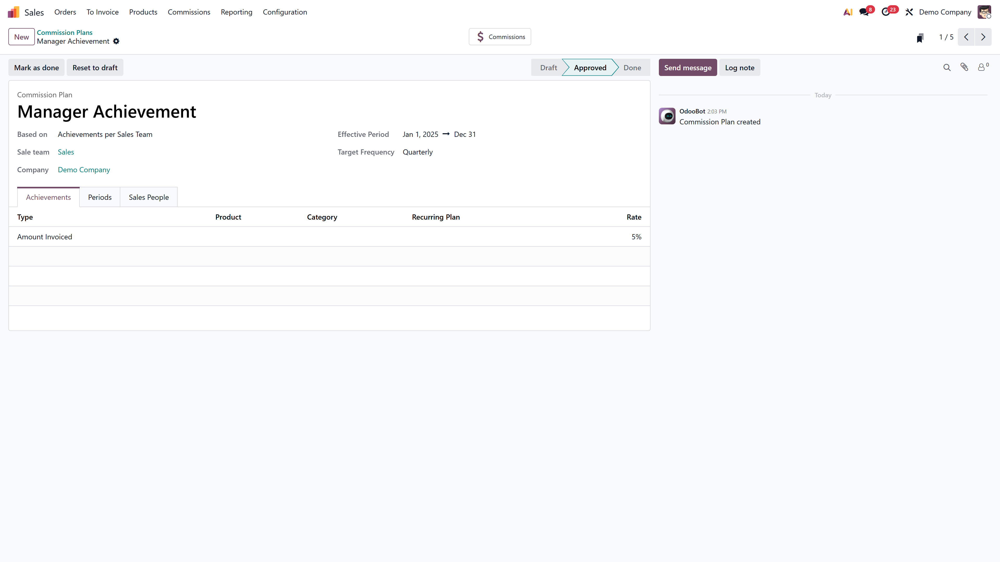 Sales Orders To Invoice Products Commissions Reporting Configuration AI 8 23 Demo Company
New Commission Plans
Manager Achievement
$ Commissions
1 / 5
Mark as done Reset to draft Draft Approved Done Send message Log note 0
Today
OdooBot 2:03 PM
Commission Plan created
Commission Plan
Manager Achievement
Based on Achievements per Sales Team Effective Period Jan 1, 2025 → Dec 31
Sale team Sales Target Frequency Quarterly
Company Demo Company
Achievements Periods Sales People
Type Product Category Recurring Plan Rate
Amount Invoiced 5%